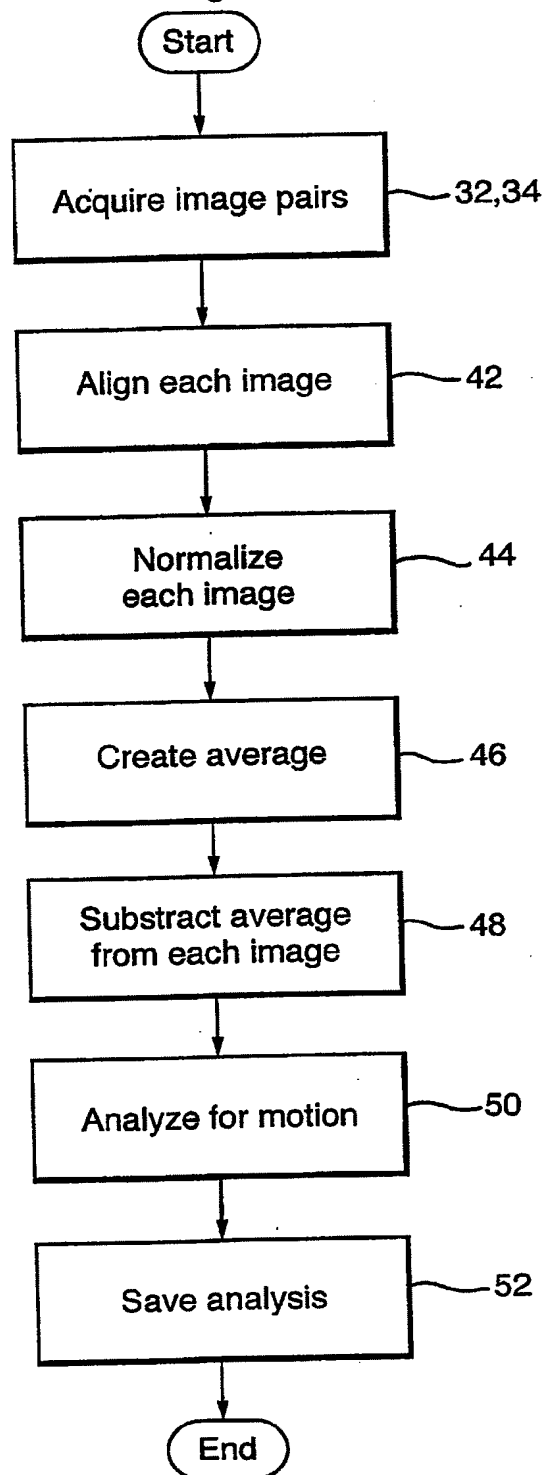 Start
Acquire image pairs
32,34
Align each image
42
Normalize
each image
44
Create average
46
Substract average
from each image
48
Analyze for motion
50
Save analysis
52
End